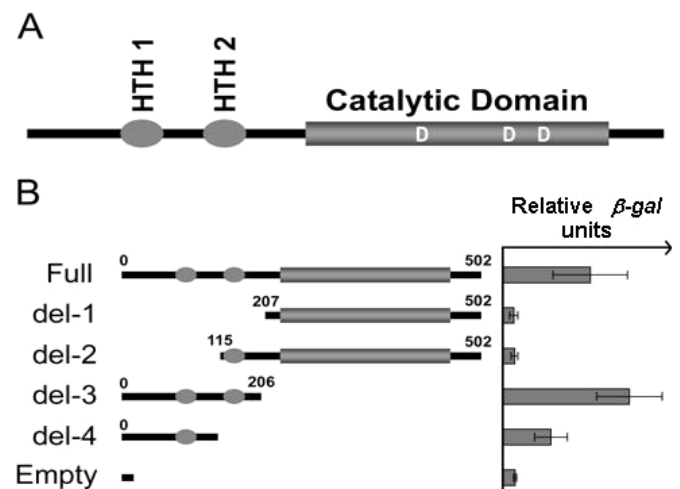 A
HTH 1
HTH 2
Catalytic Domain
D D D
B
Relative β-gal
units
Full 0 502
del-1 207 502
del-2 115 502
del-3 0 206
del-4 0
Empty